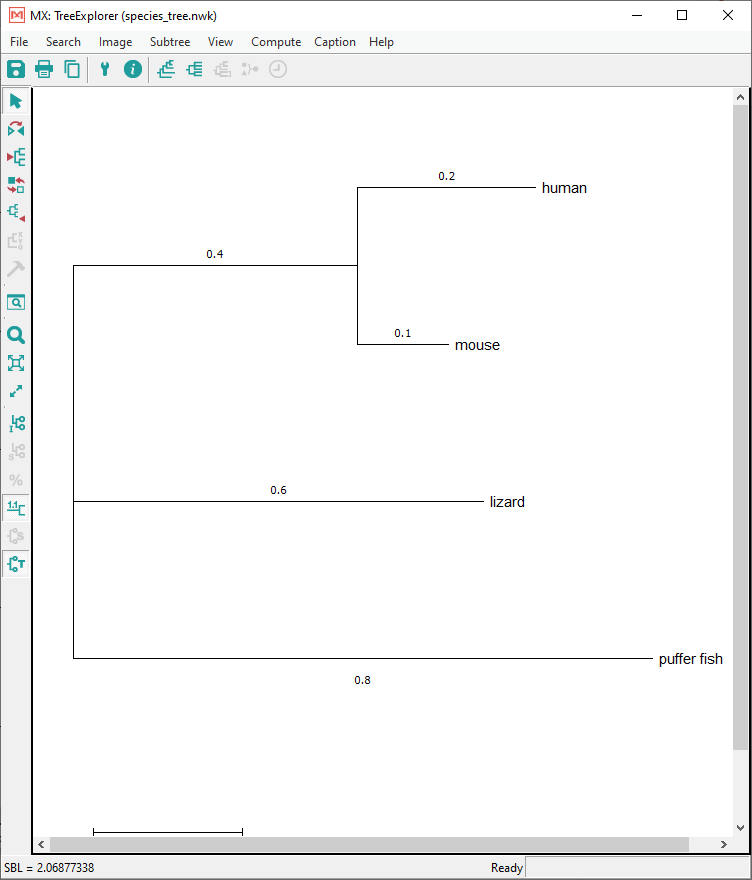 MX: TreeExplorer (species_tree.nwk)
File Search Image Subtree View Compute Caption Help
0.2
human
0.4
0.1
mouse
0.6
lizard
puffer fish
0.8
SBL = 2.06877338 Ready